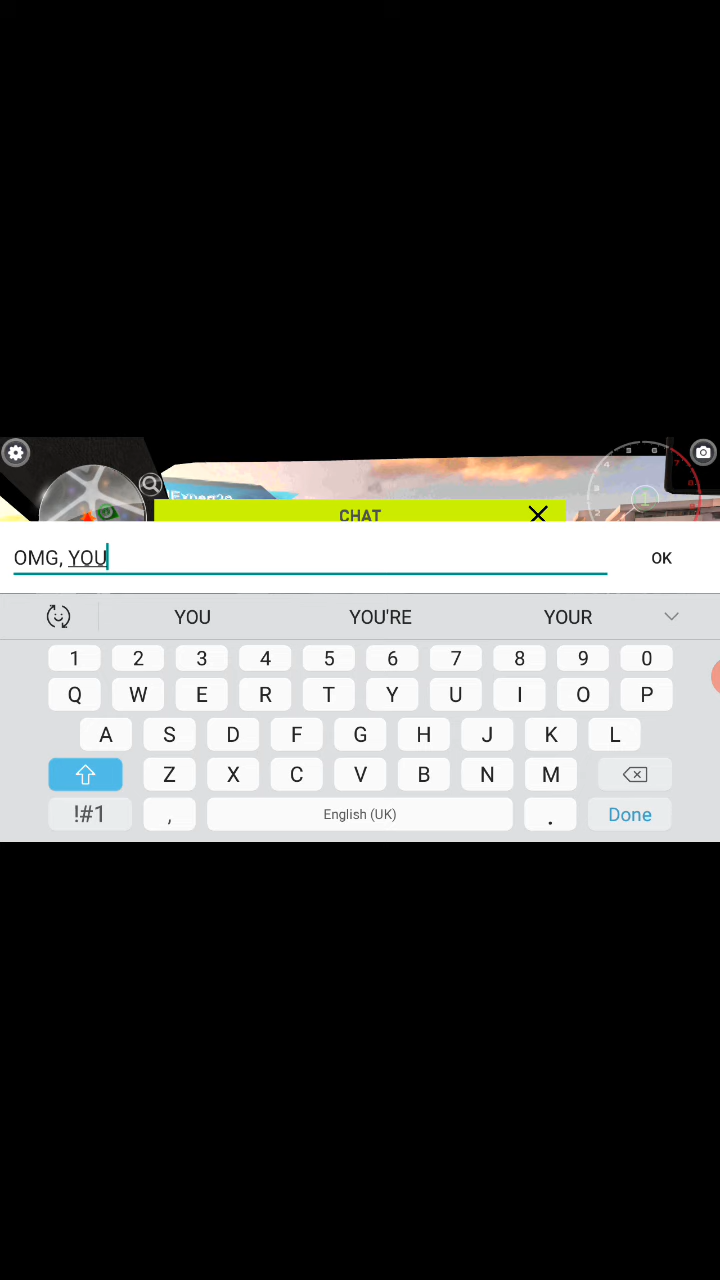 CHAT
OMG, YOU
OK
YOU YOU'RE YOUR
1 2 3 4 5 6 7 8 9 0
Q W E R T Y U I O P
A S D F G H J K L
Z X C V B N M
!#1 , English (UK) . Done